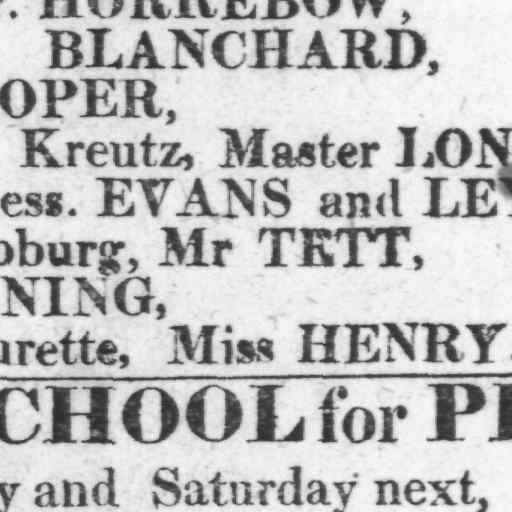 HORREBOW,
BLANCHARD,
OPER,
Kreutz, Master LON
ess. EVANS and LEV
oburg, Mr TETT,
NING,
urette, Miss HENRY.
CHOOL for P
y and Saturday next,